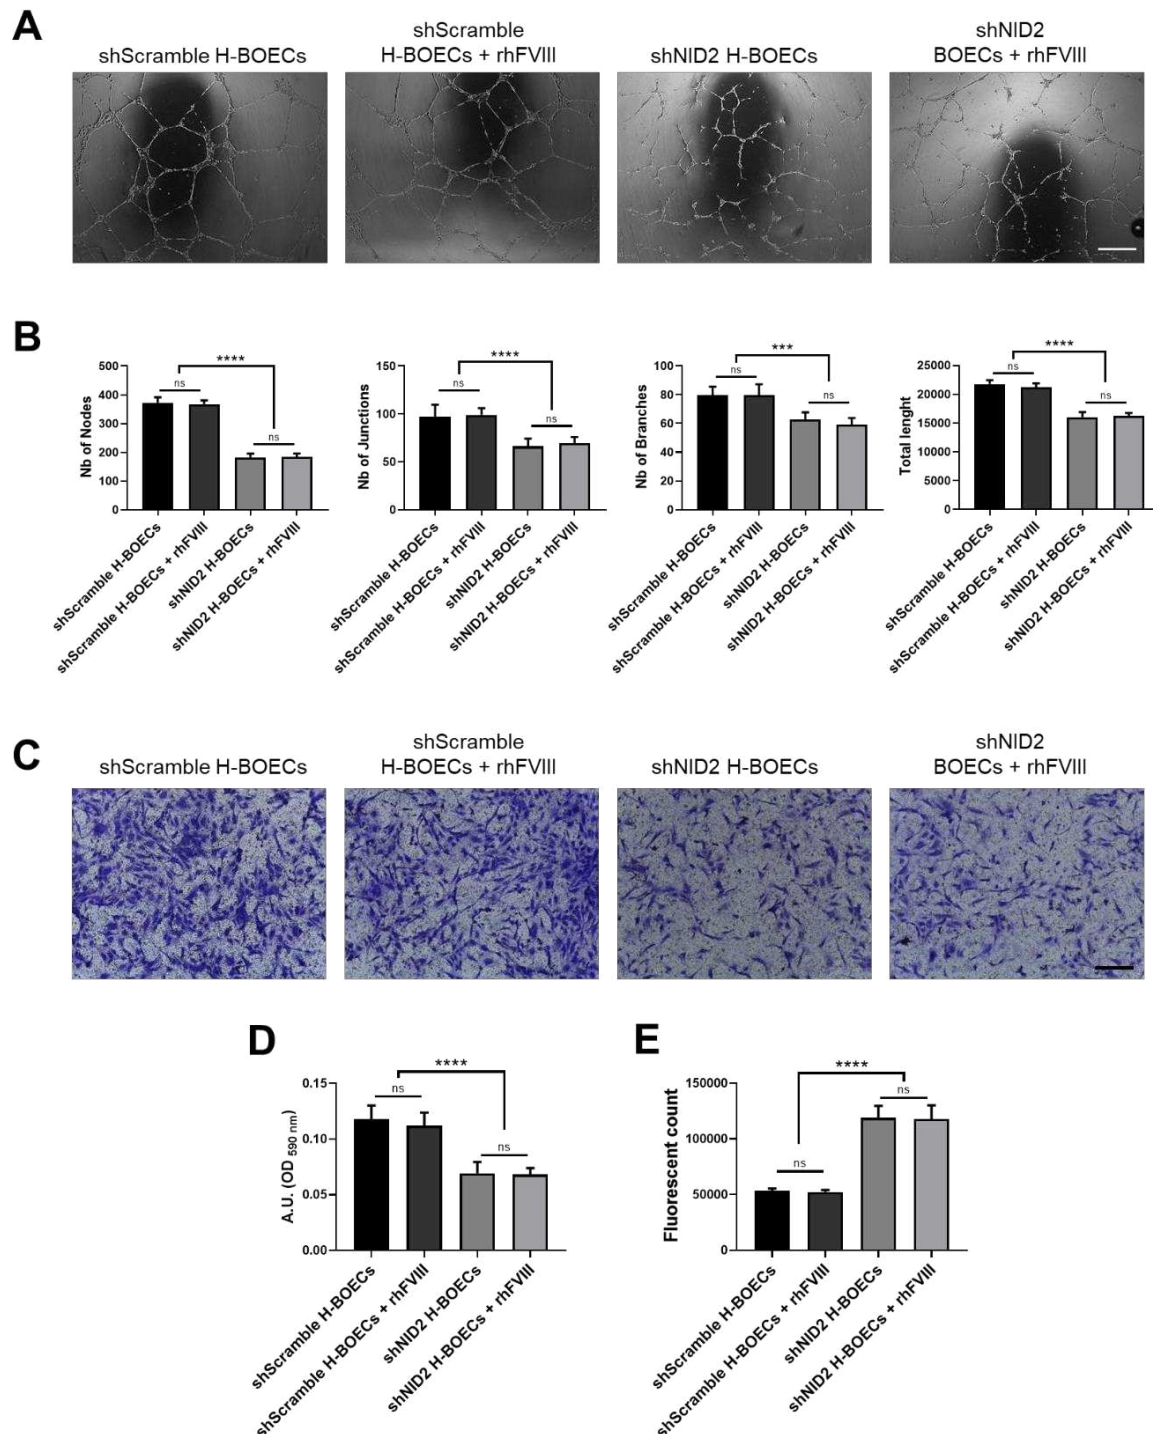 A
shScramble H-BOECs
shScramble
H-BOECs + rhFVIII
shNID2 H-BOECs
shNID2
BOECs + rhFVIII
B
Nb of Nodes
500
400
300
200
100
0
ns
****
ns
shScramble H-BOECs
shScramble H-BOECs + rhFVIII
shNID2 H-BOECs
shNID2 H-BOECs + rhFVIII
Nb of Junctions
150
100
50
0
ns
****
ns
shScramble H-BOECs
shScramble H-BOECs + rhFVIII
shNID2 H-BOECs
shNID2 H-BOECs + rhFVIII
Nb of Branches
100
80
60
40
20
0
ns
***
ns
shScramble H-BOECs
shScramble H-BOECs + rhFVIII
shNID2 H-BOECs
shNID2 H-BOECs + rhFVIII
Total lenght
25000
20000
15000
10000
5000
0
ns
****
ns
shScramble H-BOECs
shScramble H-BOECs + rhFVIII
shNID2 H-BOECs
shNID2 H-BOECs + rhFVIII
C
shScramble H-BOECs
shScramble
H-BOECs + rhFVIII
shNID2 H-BOECs
shNID2
BOECs + rhFVIII
D
A.U. (OD 590 nm)
0.15
0.10
0.05
0.00
ns
****
ns
shScramble H-BOECs
shScramble H-BOECs + rhFVIII
shNID2 H-BOECs
shNID2 H-BOECs + rhFVIII
E
Fluorescent count
150000
100000
50000
0
ns
****
ns
shScramble H-BOECs
shScramble H-BOECs + rhFVIII
shNID2 H-BOECs
shNID2 H-BOECs + rhFVIII